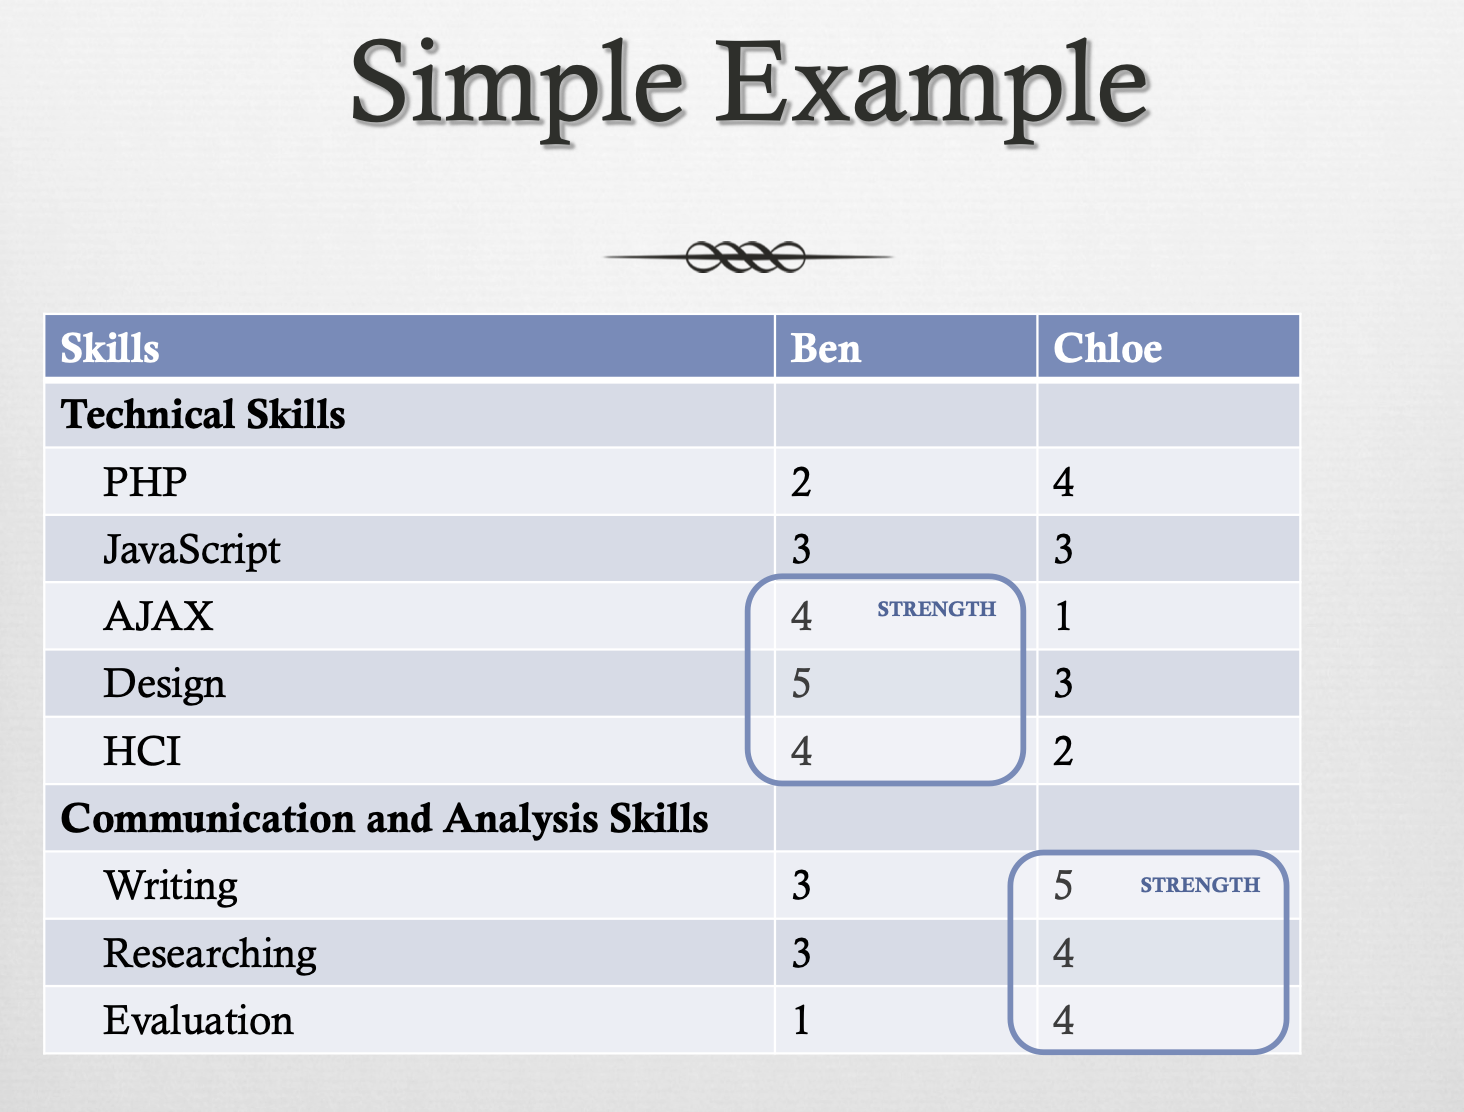 Simple Example
Skills Ben Chloe
Technical Skills
PHP 2 4
JavaScript 3 3
AJAX 4 STRENGTH 1
Design 5 3
HCI 4 2
Communication and Analysis Skills
Writing 3 5 STRENGTH
Researching 3 4
Evaluation 1 4